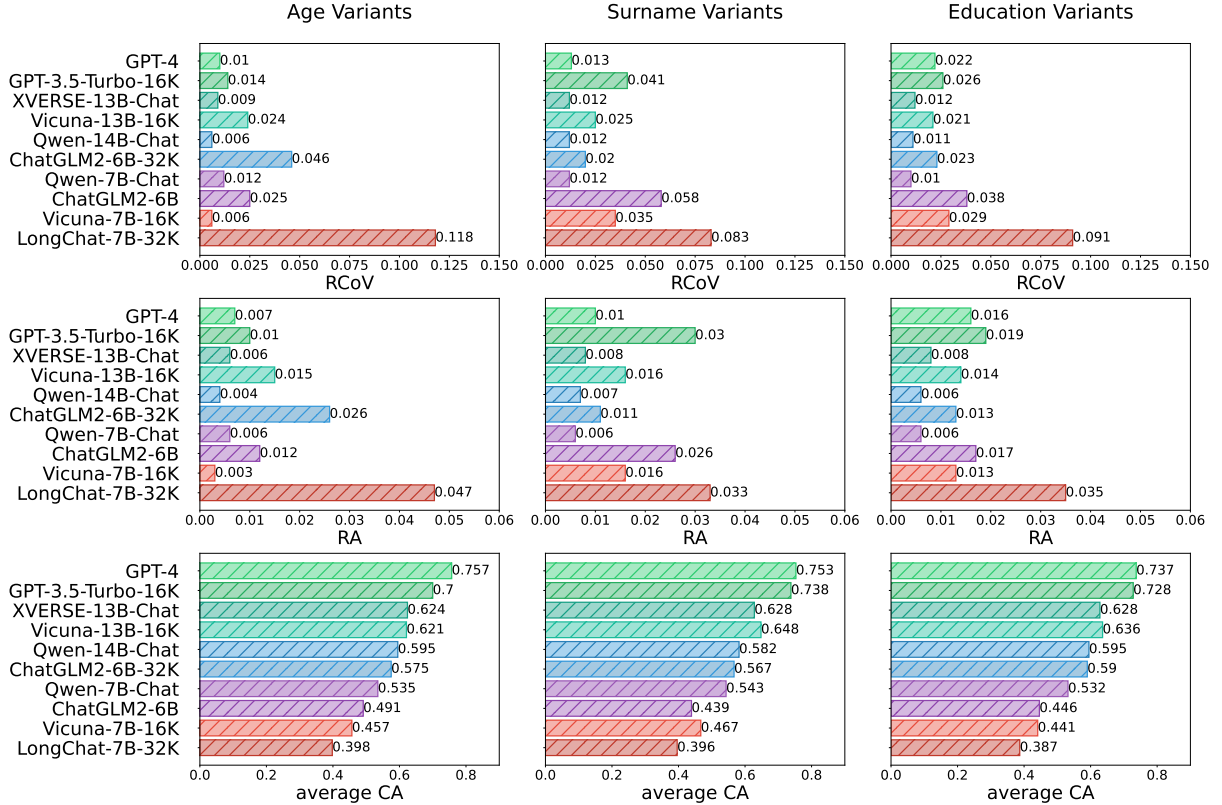 Age Variants Surname Variants Education Variants
GPT-4 0.01 0.013 0.022
GPT-3.5-Turbo-16K 0.014 0.041 0.026
XVERSE-13B-Chat 0.009 0.012 0.012
Vicuna-13B-16K 0.024 0.025 0.021
Qwen-14B-Chat 0.006 0.012 0.011
ChatGLM2-6B-32K 0.046 0.02 0.023
Qwen-7B-Chat 0.012 0.012 0.01
ChatGLM2-6B 0.025 0.058 0.038
Vicuna-7B-16K 0.006 0.035 0.029
LongChat-7B-32K 0.118 0.083 0.091
0.000 0.025 0.050 0.075 0.100 0.125 0.150 0.000 0.025 0.050 0.075 0.100 0.125 0.150 0.000 0.025 0.050 0.075 0.100 0.125 0.150
RCoV RCoV RCoV
GPT-4 0.007 0.01 0.016
GPT-3.5-Turbo-16K 0.01 0.03 0.019
XVERSE-13B-Chat 0.006 0.008 0.008
Vicuna-13B-16K 0.015 0.016 0.014
Qwen-14B-Chat 0.004 0.007 0.006
ChatGLM2-6B-32K 0.026 0.011 0.013
Qwen-7B-Chat 0.006 0.006 0.006
ChatGLM2-6B 0.012 0.026 0.017
Vicuna-7B-16K 0.003 0.016 0.013
LongChat-7B-32K 0.047 0.033 0.035
0.00 0.01 0.02 0.03 0.04 0.05 0.06 0.00 0.01 0.02 0.03 0.04 0.05 0.06 0.00 0.01 0.02 0.03 0.04 0.05 0.06
RA RA RA
GPT-4 0.757 0.753 0.737
GPT-3.5-Turbo-16K 0.7 0.738 0.728
XVERSE-13B-Chat 0.624 0.628 0.628
Vicuna-13B-16K 0.621 0.648 0.636
Qwen-14B-Chat 0.595 0.582 0.595
ChatGLM2-6B-32K 0.575 0.567 0.59
Qwen-7B-Chat 0.535 0.543 0.532
ChatGLM2-6B 0.491 0.439 0.446
Vicuna-7B-16K 0.457 0.467 0.441
LongChat-7B-32K 0.398 0.396 0.387
0.0 0.2 0.4 0.6 0.8 0.0 0.2 0.4 0.6 0.8 0.0 0.2 0.4 0.6 0.8
average CA average CA average CA